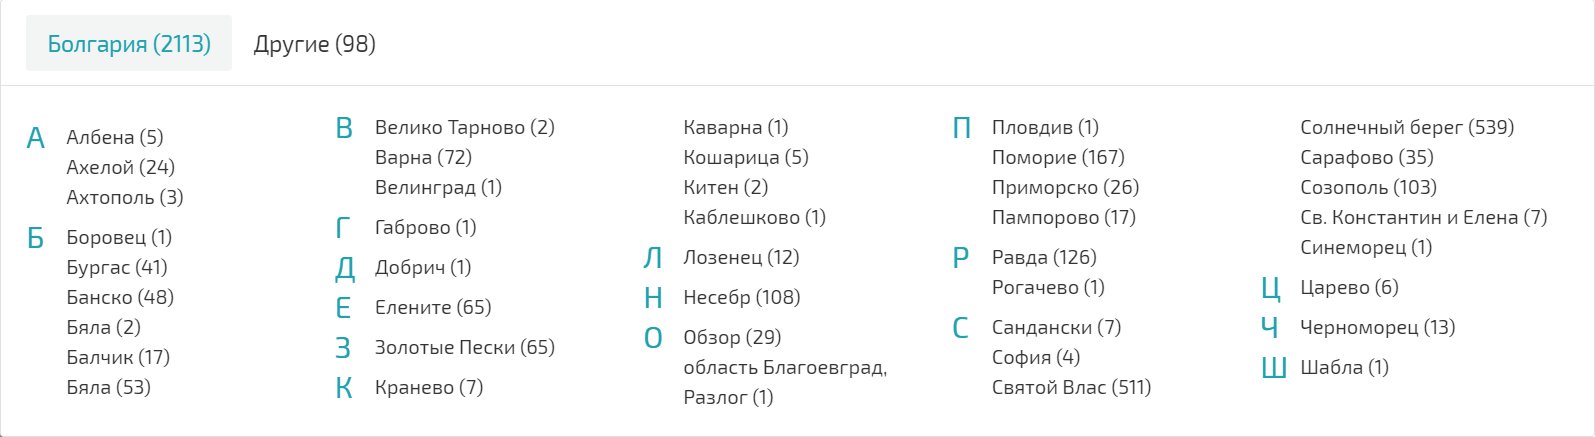 Болгария (2113)
Другие (98)
А
Албена (5)
Ахелой (24)
Ахтополь (3)
Б
Боровец (1)
Бургас (41)
Банско (48)
Бяла (2)
Балчик (17)
Бяла (53)
В
Велико Тарново (2)
Варна (72)
Велинград (1)
Г
Габрово (1)
Д
Добрич (1)
Е
Елените (65)
З
Золотые Пески (65)
К
Кранево (7)
Каварна (1)
Кошарица (5)
Китен (2)
Каблешково (1)
Л
Лозенец (12)
Н
Несебр (108)
О
Обзор (29)
область Благоевград,
Разлог (1)
П
Пловдив (1)
Поморие (167)
Приморско (26)
Пампорово (17)
Р
Равда (126)
Рогачево (1)
С
Сандански (7)
София (4)
Святой Влас (511)
Солнечный берег (539)
Сарафово (35)
Созополь (103)
Св. Константин и Елена (7)
Синеморец (1)
Ц
Царево (6)
Ч
Черноморец (13)
Ш
Шабла (1)